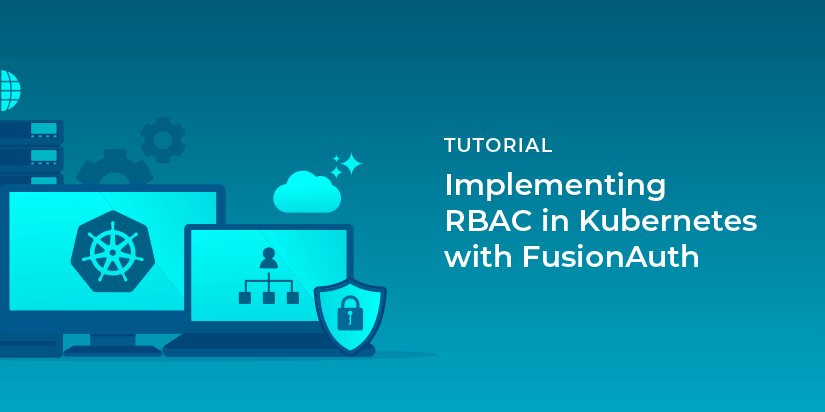 TUTORIAL
Implementing
RBAC in Kubernetes
with FusionAuth